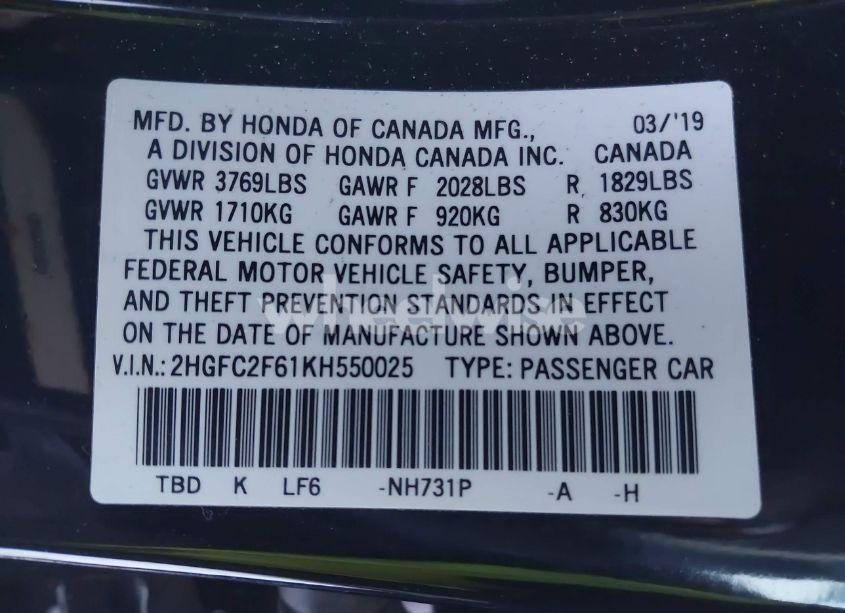 MFD. BY HONDA OF CANADA MFG., 03/'19
A DIVISION OF HONDA CANADA INC. CANADA
GVWR 3769LBS GAWR F 2028LBS R 1829LBS
GVWR 1710KG GAWR F 920KG R 830KG
THIS VEHICLE CONFORMS TO ALL APPLICABLE
FEDERAL MOTOR VEHICLE SAFETY, BUMPER,
AND THEFT PREVENTION STANDARDS IN EFFECT
ON THE DATE OF MANUFACTURE SHOWN ABOVE.
V.I.N.: 2HGFC2F61KH550025 TYPE: PASSENGER CAR
TBD K LF6 -NH731P -A -H
wheelwise